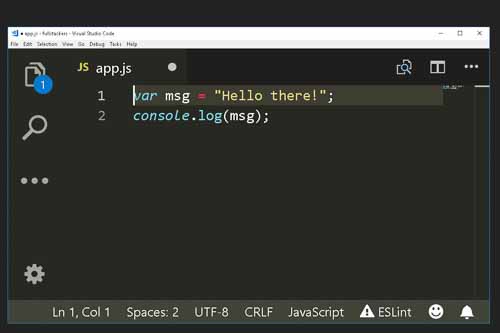 ● app.js - fullstackers - Visual Studio Code
File Edit Selection View Go Debug Tasks Help
JS app.js ●
1
1 var msg = "Hello there!";
2 console.log(msg);
Ln 1, Col 1 Spaces: 2 UTF-8 CRLF JavaScript ESLint